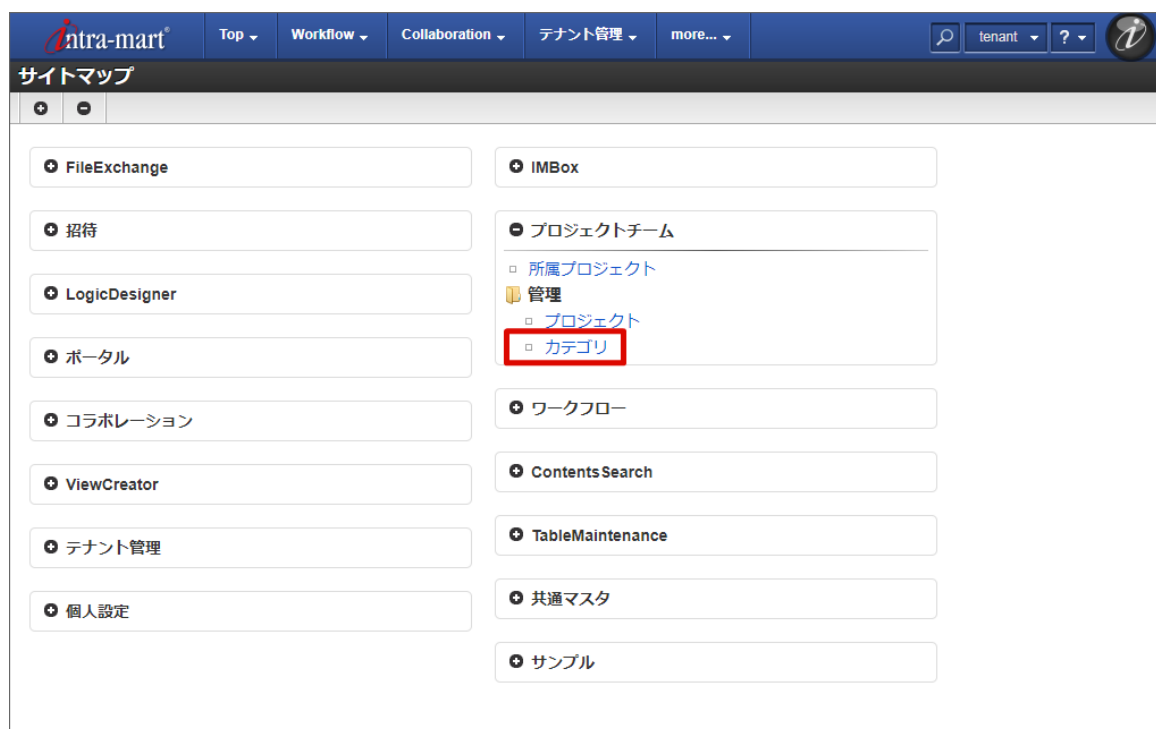 intra-mart® Top Workflow Collaboration テナント管理 more... tenant ?
サイトマップ
FileExchange
招待
LogicDesigner
ポータル
コラボレーション
ViewCreator
テナント管理
個人設定
IMBox
プロジェクトチーム
所属プロジェクト
管理
プロジェクト
カテゴリ
ワークフロー
ContentsSearch
TableMaintenance
共通マスタ
サンプル